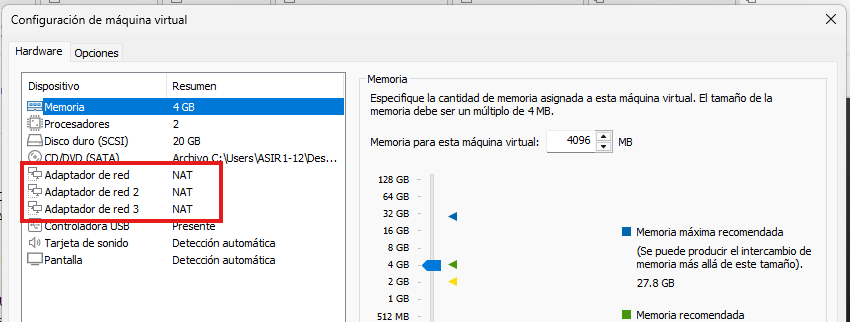 Configuración de máquina virtual
Hardware Opciones
Dispositivo Resumen
Memoria 4 GB
Procesadores 2
Disco duro (SCSI) 20 GB
CD/DVD (SATA) Archivo C:\Users\ASIR1-12\Des...
Adaptador de red NAT
Adaptador de red 2 NAT
Adaptador de red 3 NAT
Controladora USB Presente
Tarjeta de sonido Detección automática
Pantalla Detección automática
Memoria
Especifique la cantidad de memoria asignada a esta máquina virtual. El tamaño de la
memoria debe ser un múltiplo de 4 MB.
Memoria para esta máquina virtual: 4096 MB
128 GB
64 GB
32 GB
16 GB
8 GB
4 GB
2 GB
1 GB
512 MB
Memoria máxima recomendada
(Se puede producir el intercambio de
memoria más allá de este tamaño).
27.8 GB
Memoria recomendada